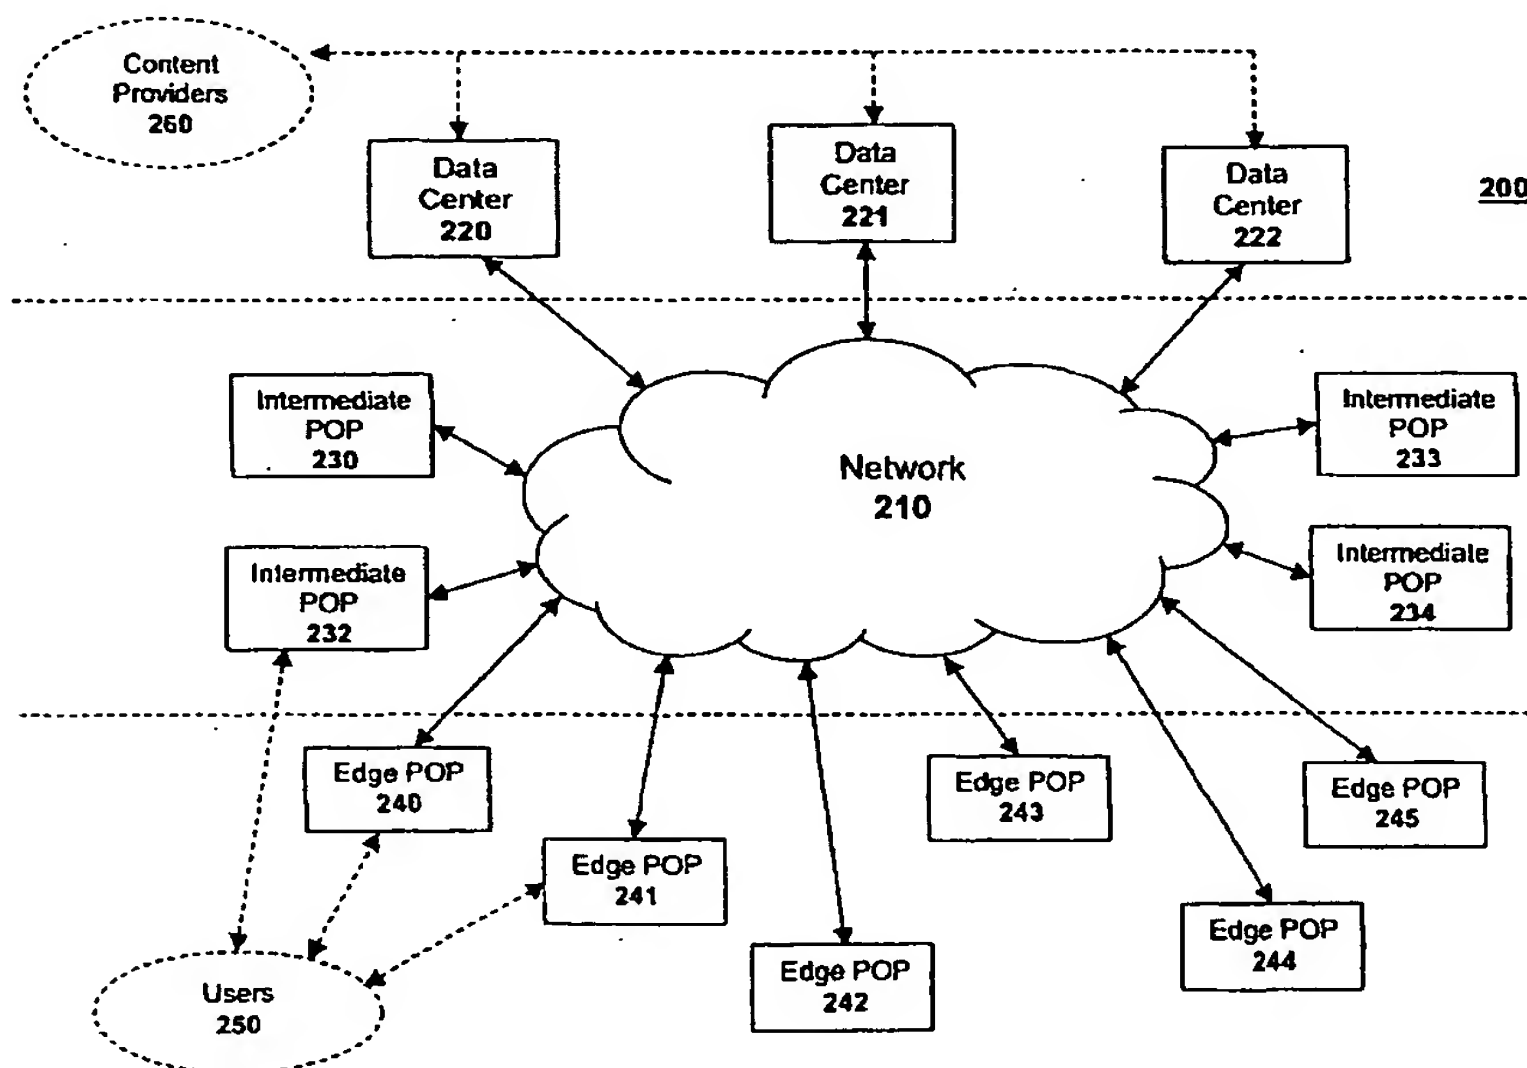 Content
Providers
260
Data
Center
220
Data
Center
221
Data
Center
222
200
Intermediate
POP
230
Intermediate
POP
233
Network
210
Intermediate
POP
232
Intermediate
POP
234
Edge POP
240
Edge POP
241
Edge POP
242
Edge POP
243
Edge POP
244
Edge POP
245
Users
250